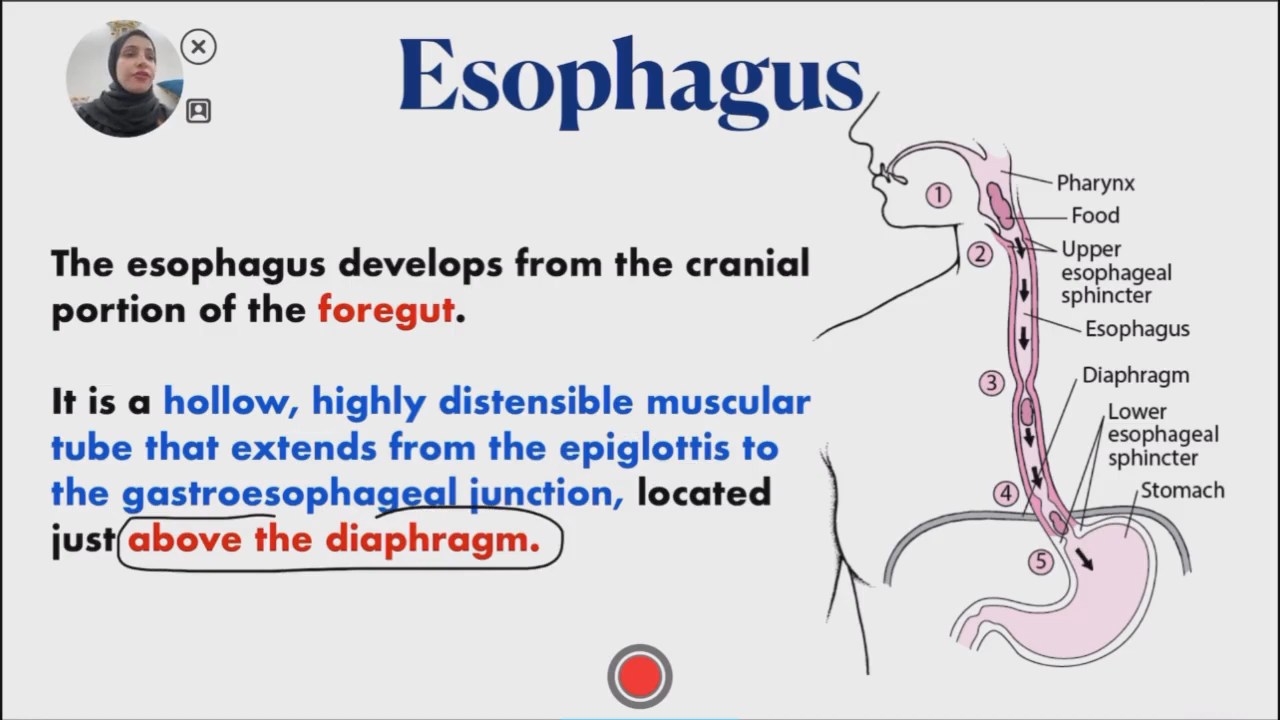 Esophagus
The esophagus develops from the cranial
portion of the foregut.
It is a hollow, highly distensible muscular
tube that extends from the epiglottis to
the gastroesophageal junction, located
just above the diaphragm.
1
2
3
4
5
Pharynx
Food
Upper
esophageal
sphincter
Esophagus
Diaphragm
Lower
esophageal
sphincter
Stomach